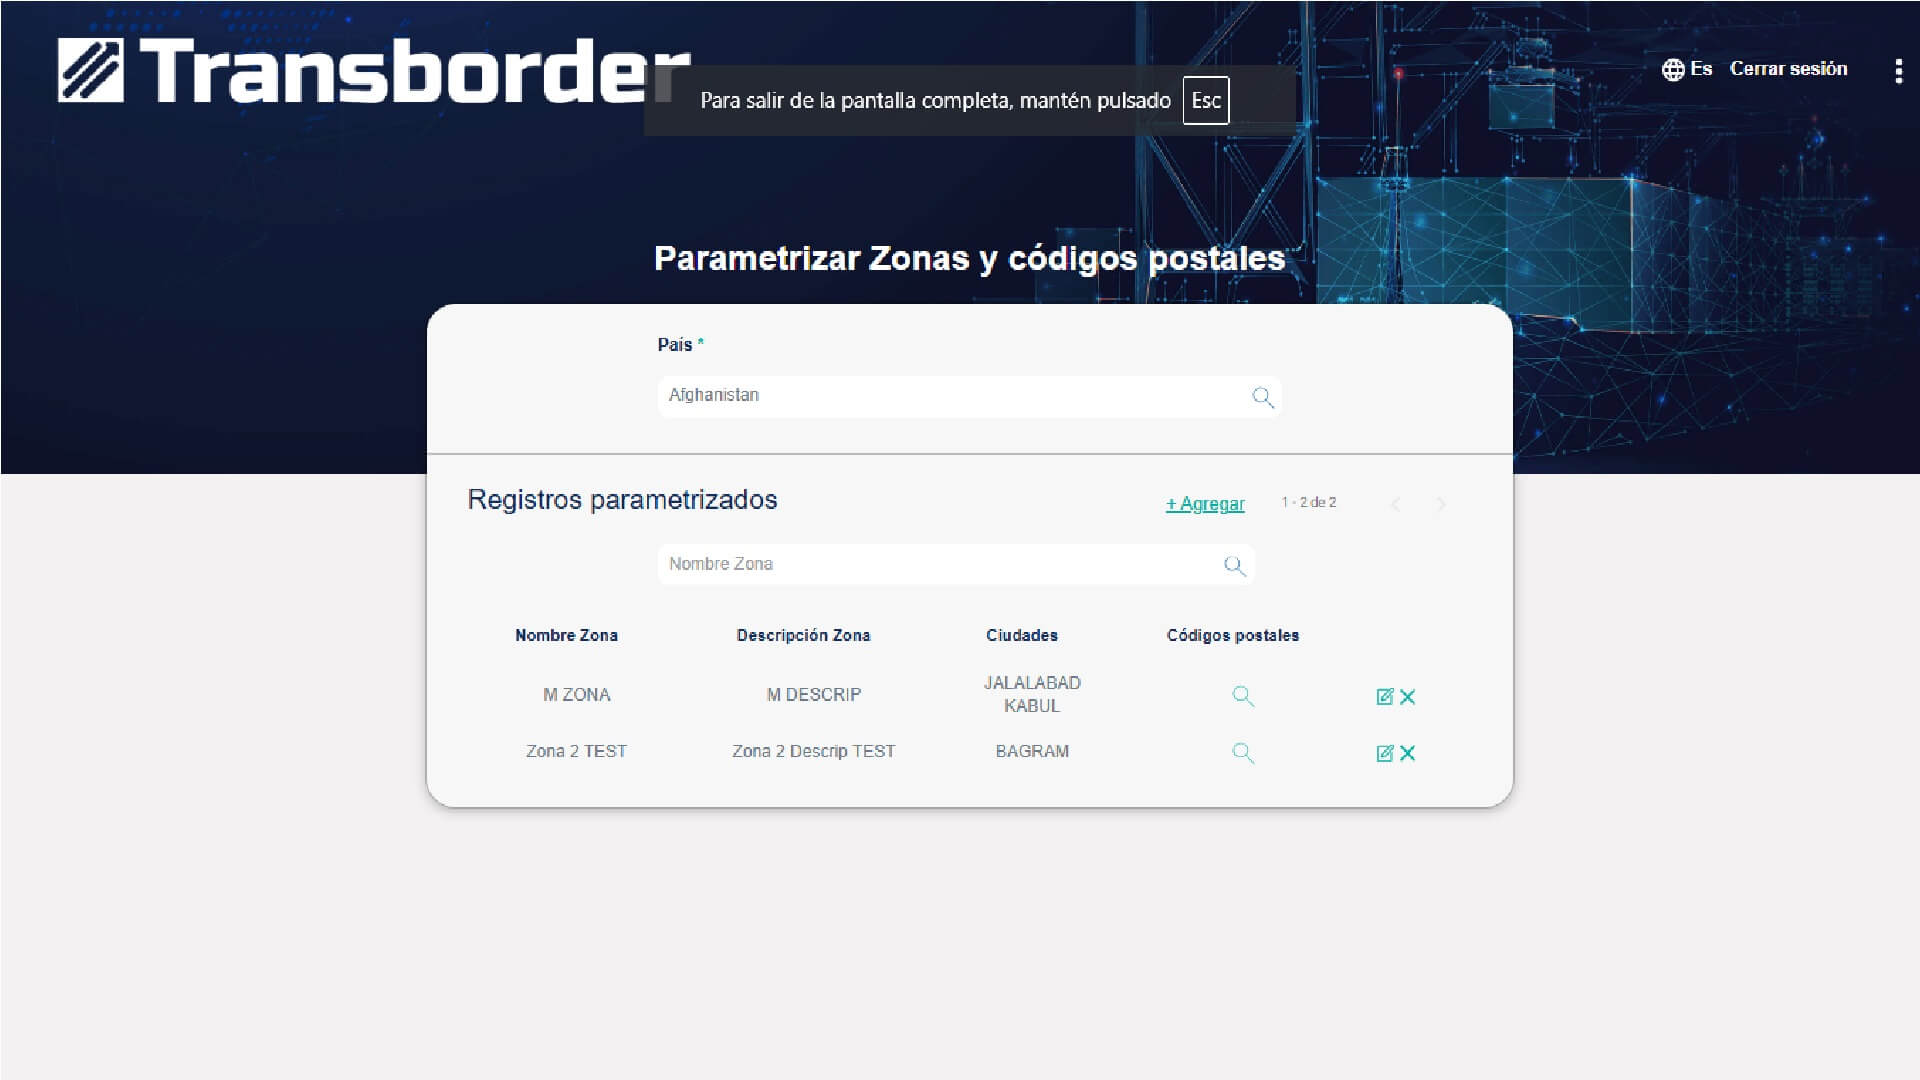 Transborder
Para salir de la pantalla completa, mantén pulsado Esc
Es Cerrar sesión
Parametrizar Zonas y códigos postales
País *
Afghanistan
Registros parametrizados
+ Agregar
1 - 2 de 2
Nombre Zona
Nombre Zona Descripción Zona Ciudades Códigos postales
M ZONA M DESCRIP JALALABAD
KABUL
Zona 2 TEST Zona 2 Descrip TEST BAGRAM